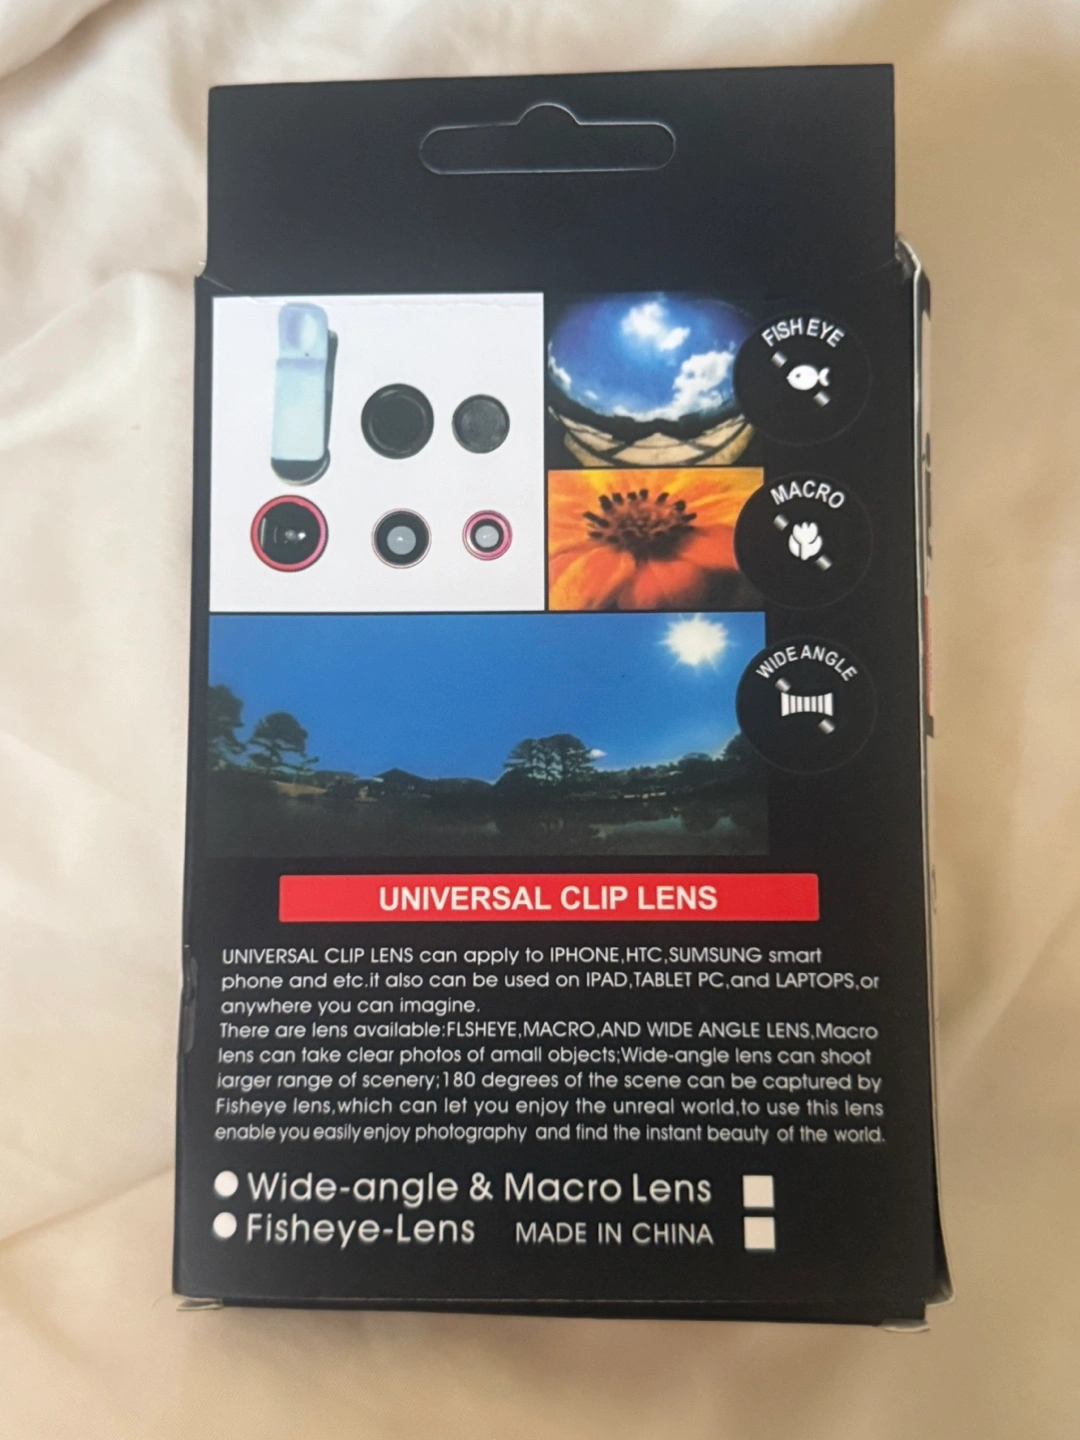 FISH EYE
MACRO
WIDE ANGLE
UNIVERSAL CLIP LENS
UNIVERSAL CLIP LENS can apply to IPHONE,HTC,SUMSUNG smart
phone and etc.it also can be used on IPAD,TABLET PC,and LAPTOPS,or
anywhere you can imagine.
There are lens available:FLSHEYE,MACRO,AND WIDE ANGLE LENS,Macro
lens can take clear photos of amall objects;Wide-angle lens can shoot
iarger range of scenery;180 degrees of the scene can be captured by
Fisheye lens,which can let you enjoy the unreal world,to use this lens
enable you easily enjoy photography and find the instant beauty of the world.
Wide-angle & Macro Lens
Fisheye-Lens MADE IN CHINA